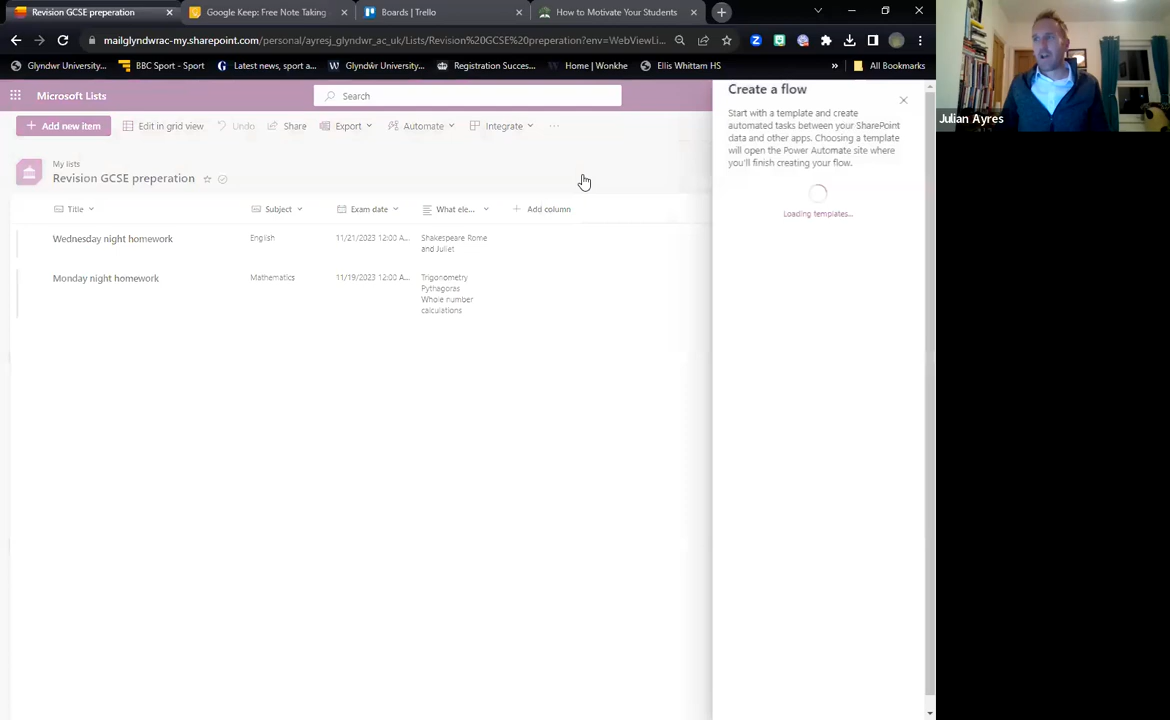 Revision GCSE preperation
Google Keep: Free Note Taking
Boards | Trello
How to Motivate Your Students
mailglyndwrac-my.sharepoint.com/personal/ayresj_glyndwr_ac_uk/Lists/Revision%20GCSE%20preperation?env=WebViewLi...
Glyndŵr University...
BBC Sport - Sport
Latest news, sport a...
Glyndŵr University...
Registration Succes...
Home | Wonkhe
Ellis Whittam HS
»
All Bookmarks
Microsoft Lists
Search
Add new item
Edit in grid view
Undo
Share
Export
Automate
Integrate
...
My lists
Revision GCSE preperation
Title
Subject
Exam date
What ele...
Add column
Wednesday night homework
English
11/21/2023 12:00 A...
Shakespeare Rome
and Juliet
Monday night homework
Mathematics
11/19/2023 12:00 A...
Trigonometry
Pythagoras
Whole number
calculations
Create a flow
Start with a template and create
automated tasks between your SharePoint
data and other apps. Choosing a template
will open the Power Automate site where
you'll finish creating your flow.
Loading templates...
Julian Ayres